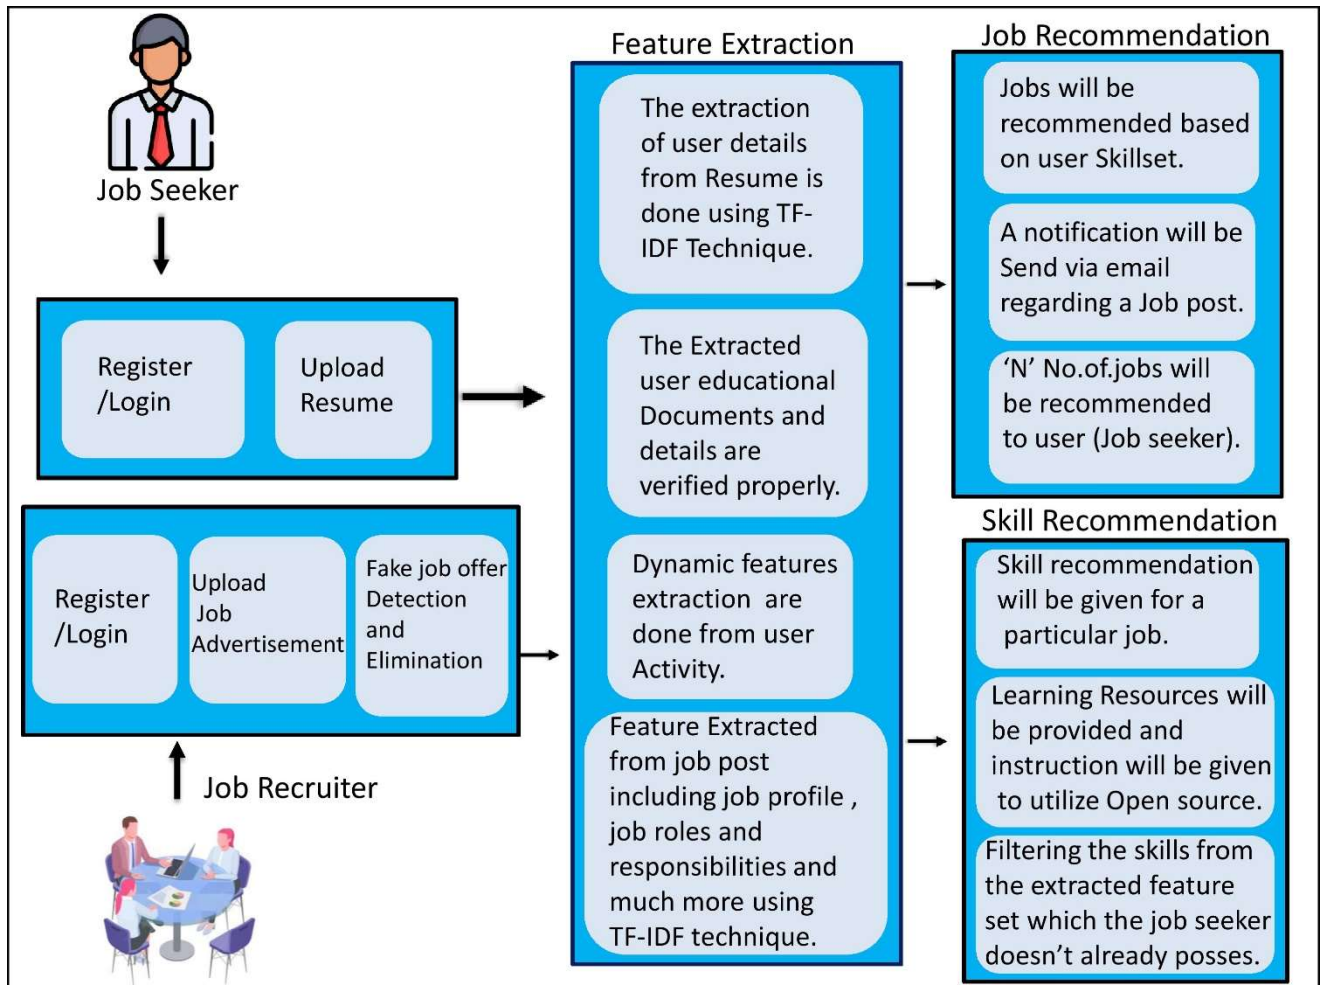 Job Seeker
Register
/Login
Upload
Resume
Register
/Login
Upload
Job
Advertisement
Fake job offer
Detection
and
Elimination
Job Recruiter
Feature Extraction
The extraction
of user details
from Resume is
done using TF-
IDF Technique.
The Extracted
user educational
Documents and
details are
verified properly.
Dynamic features
extraction are
done from user
Activity.
Feature Extracted
from job post
including job profile ,
job roles and
responsibilities and
much more using
TF-IDF technique.
Job Recommendation
Jobs will be
recommended based
on user Skillset.
A notification will be
Send via email
regarding a Job post.
‘N’ No.of.jobs will
be recommended
to user (Job seeker).
Skill Recommendation
Skill recommendation
will be given for a
particular job.
Learning Resources will
be provided and
instruction will be given
to utilize Open source.
Filtering the skills from
the extracted feature
set which the job seeker
doesn’t already posses.